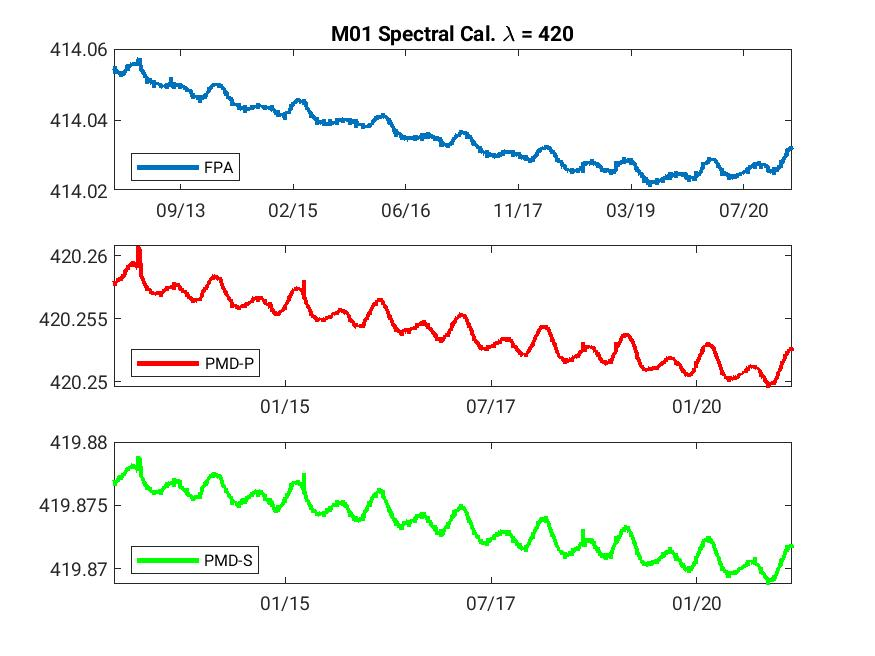 M01 Spectral Cal. λ = 420
414.06
414.04
414.02
FPA
09/13 02/15 06/16 11/17 03/19 07/20
420.26
420.255
420.25
PMD-P
01/15 07/17 01/20
419.88
419.875
419.87
PMD-S
01/15 07/17 01/20